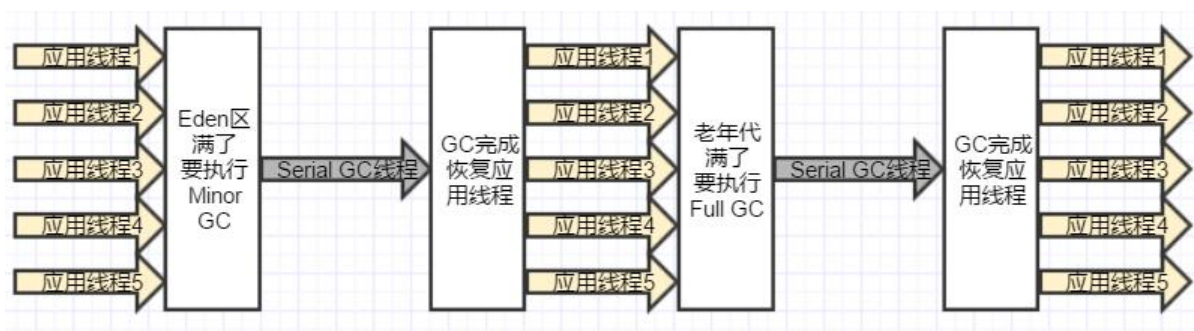 应用线程1
应用线程2
应用线程3
应用线程4
应用线程5
Eden区
满了
要执行
Minor
GC
Serial GC线程
GC完成
恢复应
用线程
应用线程1
应用线程2
应用线程3
应用线程4
应用线程5
老年代
满了
要执行
Full GC
Serial GC线程
GC完成
恢复应
用线程
应用线程1
应用线程2
应用线程3
应用线程4
应用线程5